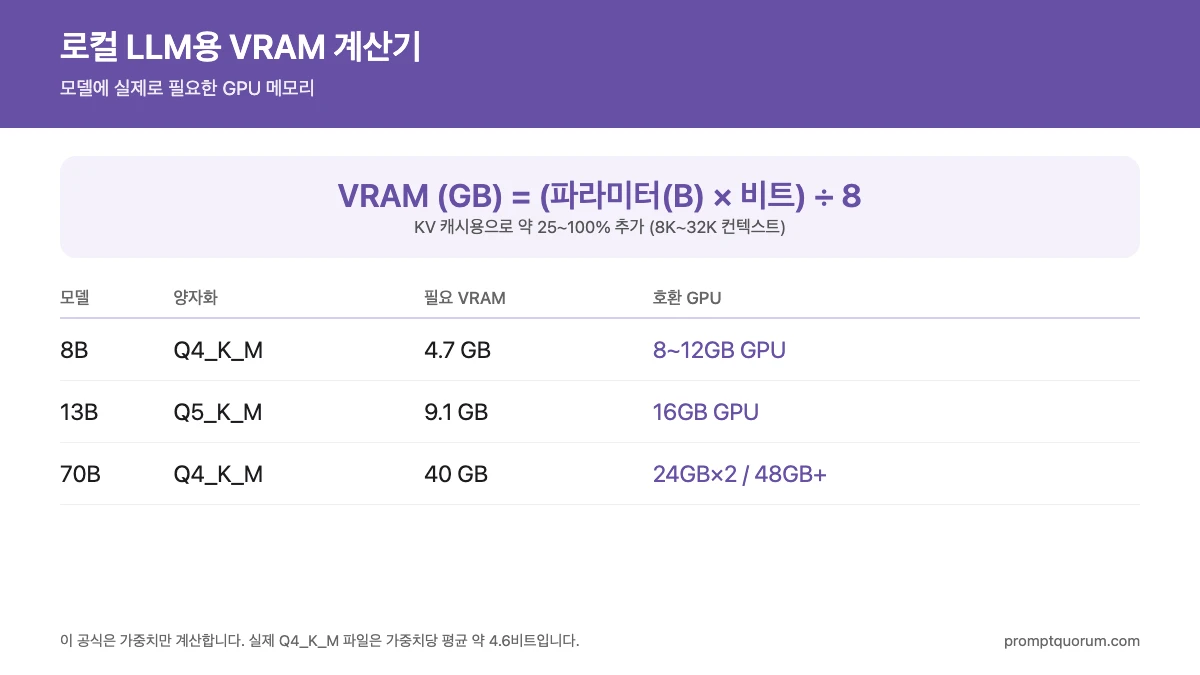 로컬 LLM용 VRAM 계산기
모델에 실제로 필요한 GPU 메모리
VRAM (GB) = (파라미터(B) × 비트) ÷ 8
KV 캐시용으로 약 25~100% 추가 (8K~32K 컨텍스트)
모델 양자화 필요 VRAM 호환 GPU
8B Q4_K_M 4.7 GB 8~12GB GPU
13B Q5_K_M 9.1 GB 16GB GPU
70B Q4_K_M 40 GB 24GB×2 / 48GB+
이 공식은 가중치만 계산합니다. 실제 Q4_K_M 파일은 가중치당 평균 약 4.6비트입니다.
promptquorum.com